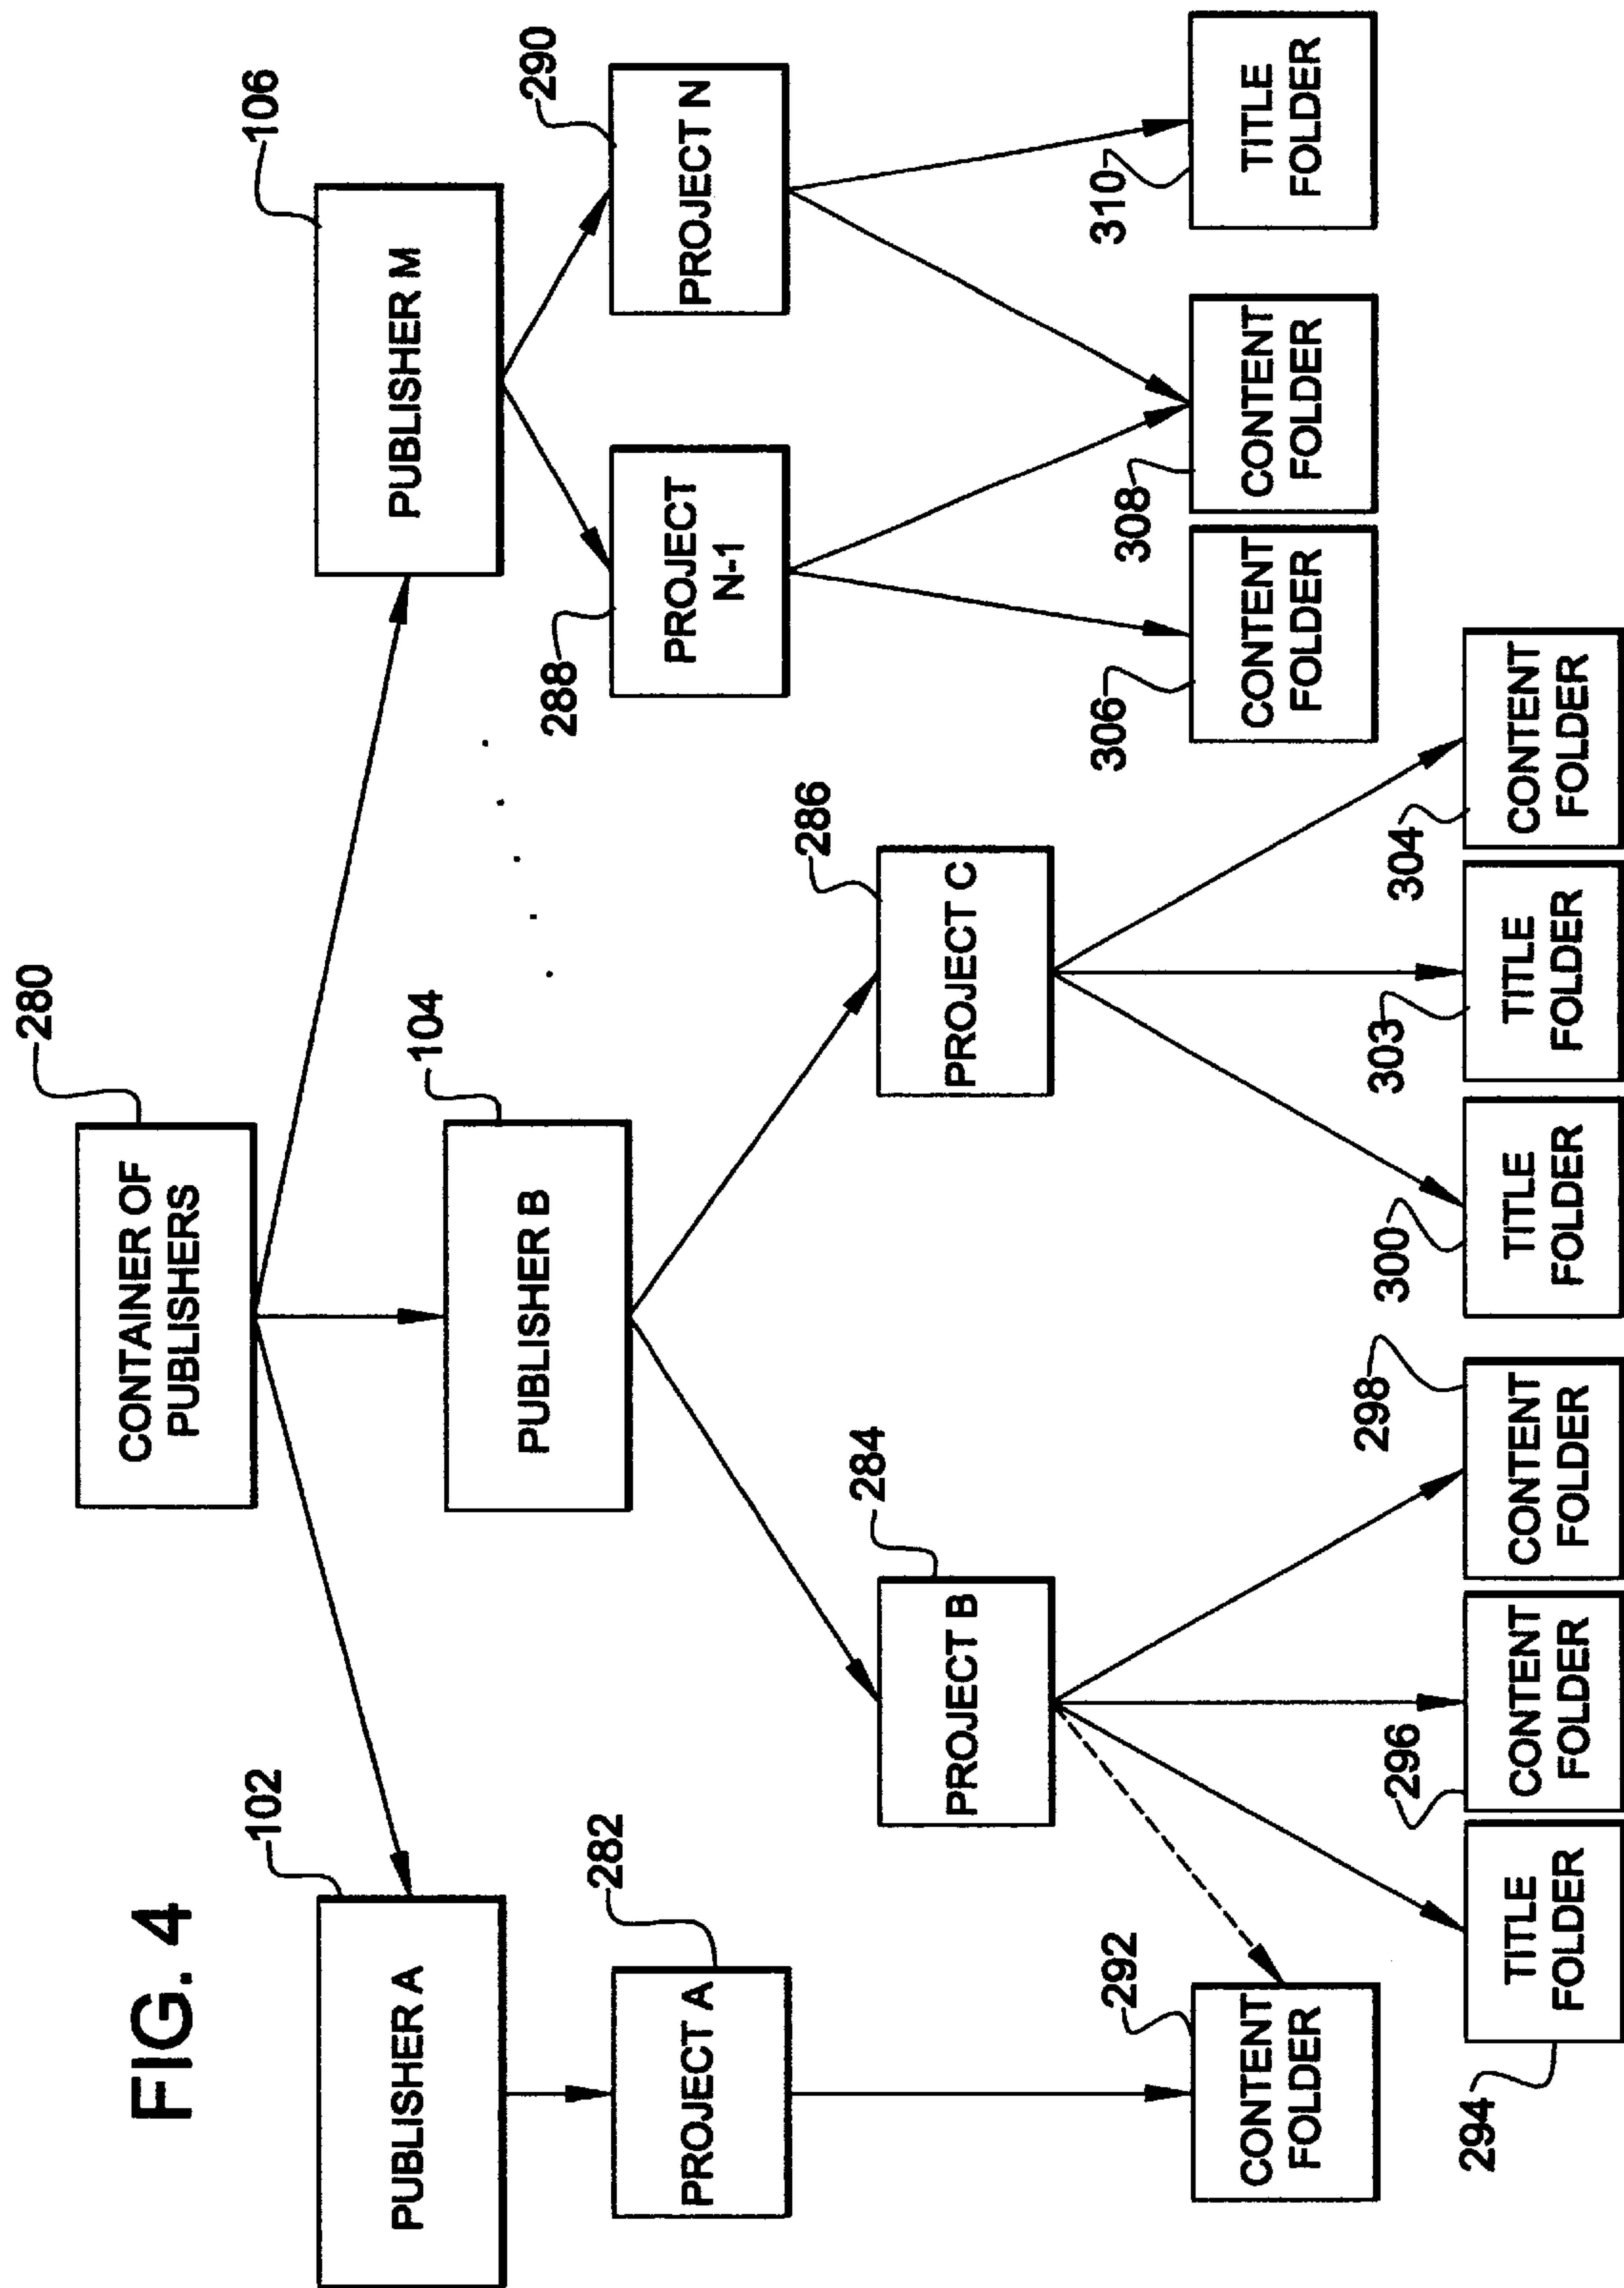 FIG. 4
280
CONTAINER OF
PUBLISHERS
102
PUBLISHER A
104
PUBLISHER B
106
PUBLISHER M
282
PROJECT A
284
PROJECT B
286
PROJECT C
288
PROJECT
N-1
290
PROJECT N
292
CONTENT
FOLDER
294
TITLE
FOLDER
296
CONTENT
FOLDER
298
CONTENT
FOLDER
300
TITLE
FOLDER
303
TITLE
FOLDER
304
CONTENT
FOLDER
306
CONTENT
FOLDER
308
CONTENT
FOLDER
310
TITLE
FOLDER